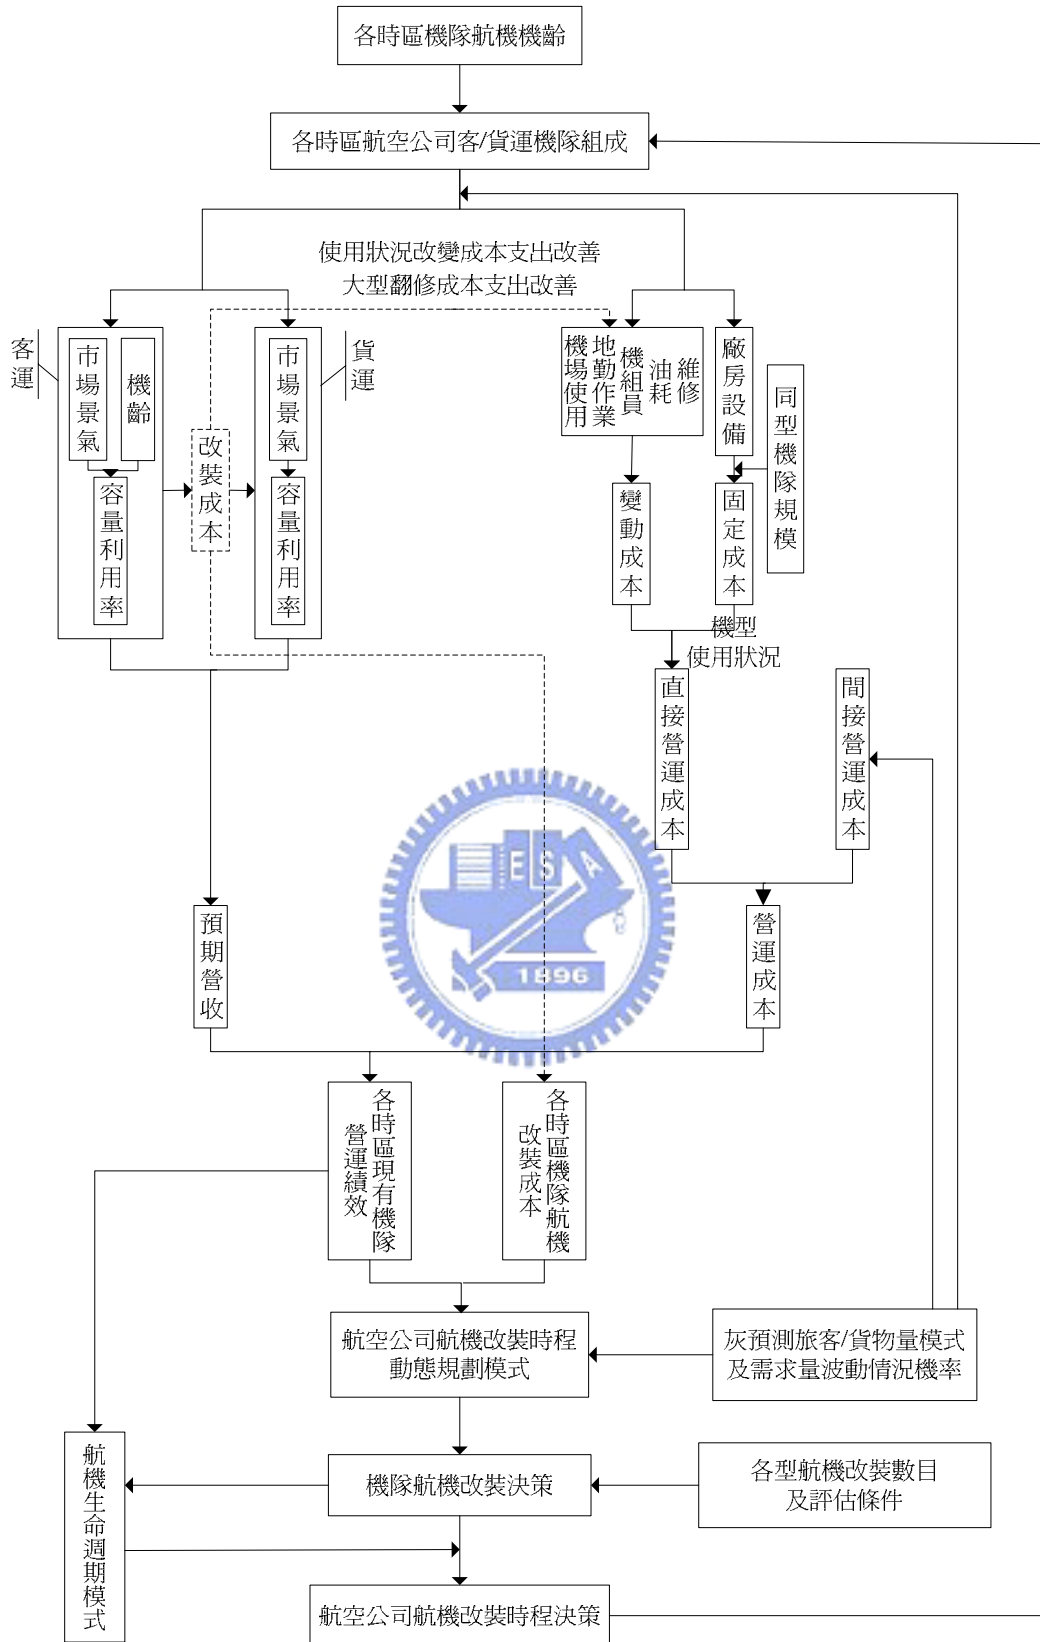 各時區機隊航機機齡
各時區航空公司客/貨運機隊組成
使用狀況改變成本支出改善
大型翻修成本支出改善
客運
市場景氣
機齡
容量利用率
改裝成本
市場景氣
容量利用率
貨運
機場使用
地勤作業
機組員
油耗
維修
廠房設備
同型機隊規模
變動成本
固定成本
機型
使用狀況
直接營運成本
間接營運成本
預期營收
E S A
1896
營運成本
各時區現有機隊
營運績效
各時區機隊航機
改裝成本
航空公司航機改裝時程
動態規劃模式
灰預測旅客/貨物量模式
及需求量波動情況機率
航機生命週期模式
機隊航機改裝決策
各型航機改裝數目
及評估條件
航空公司航機改裝時程決策